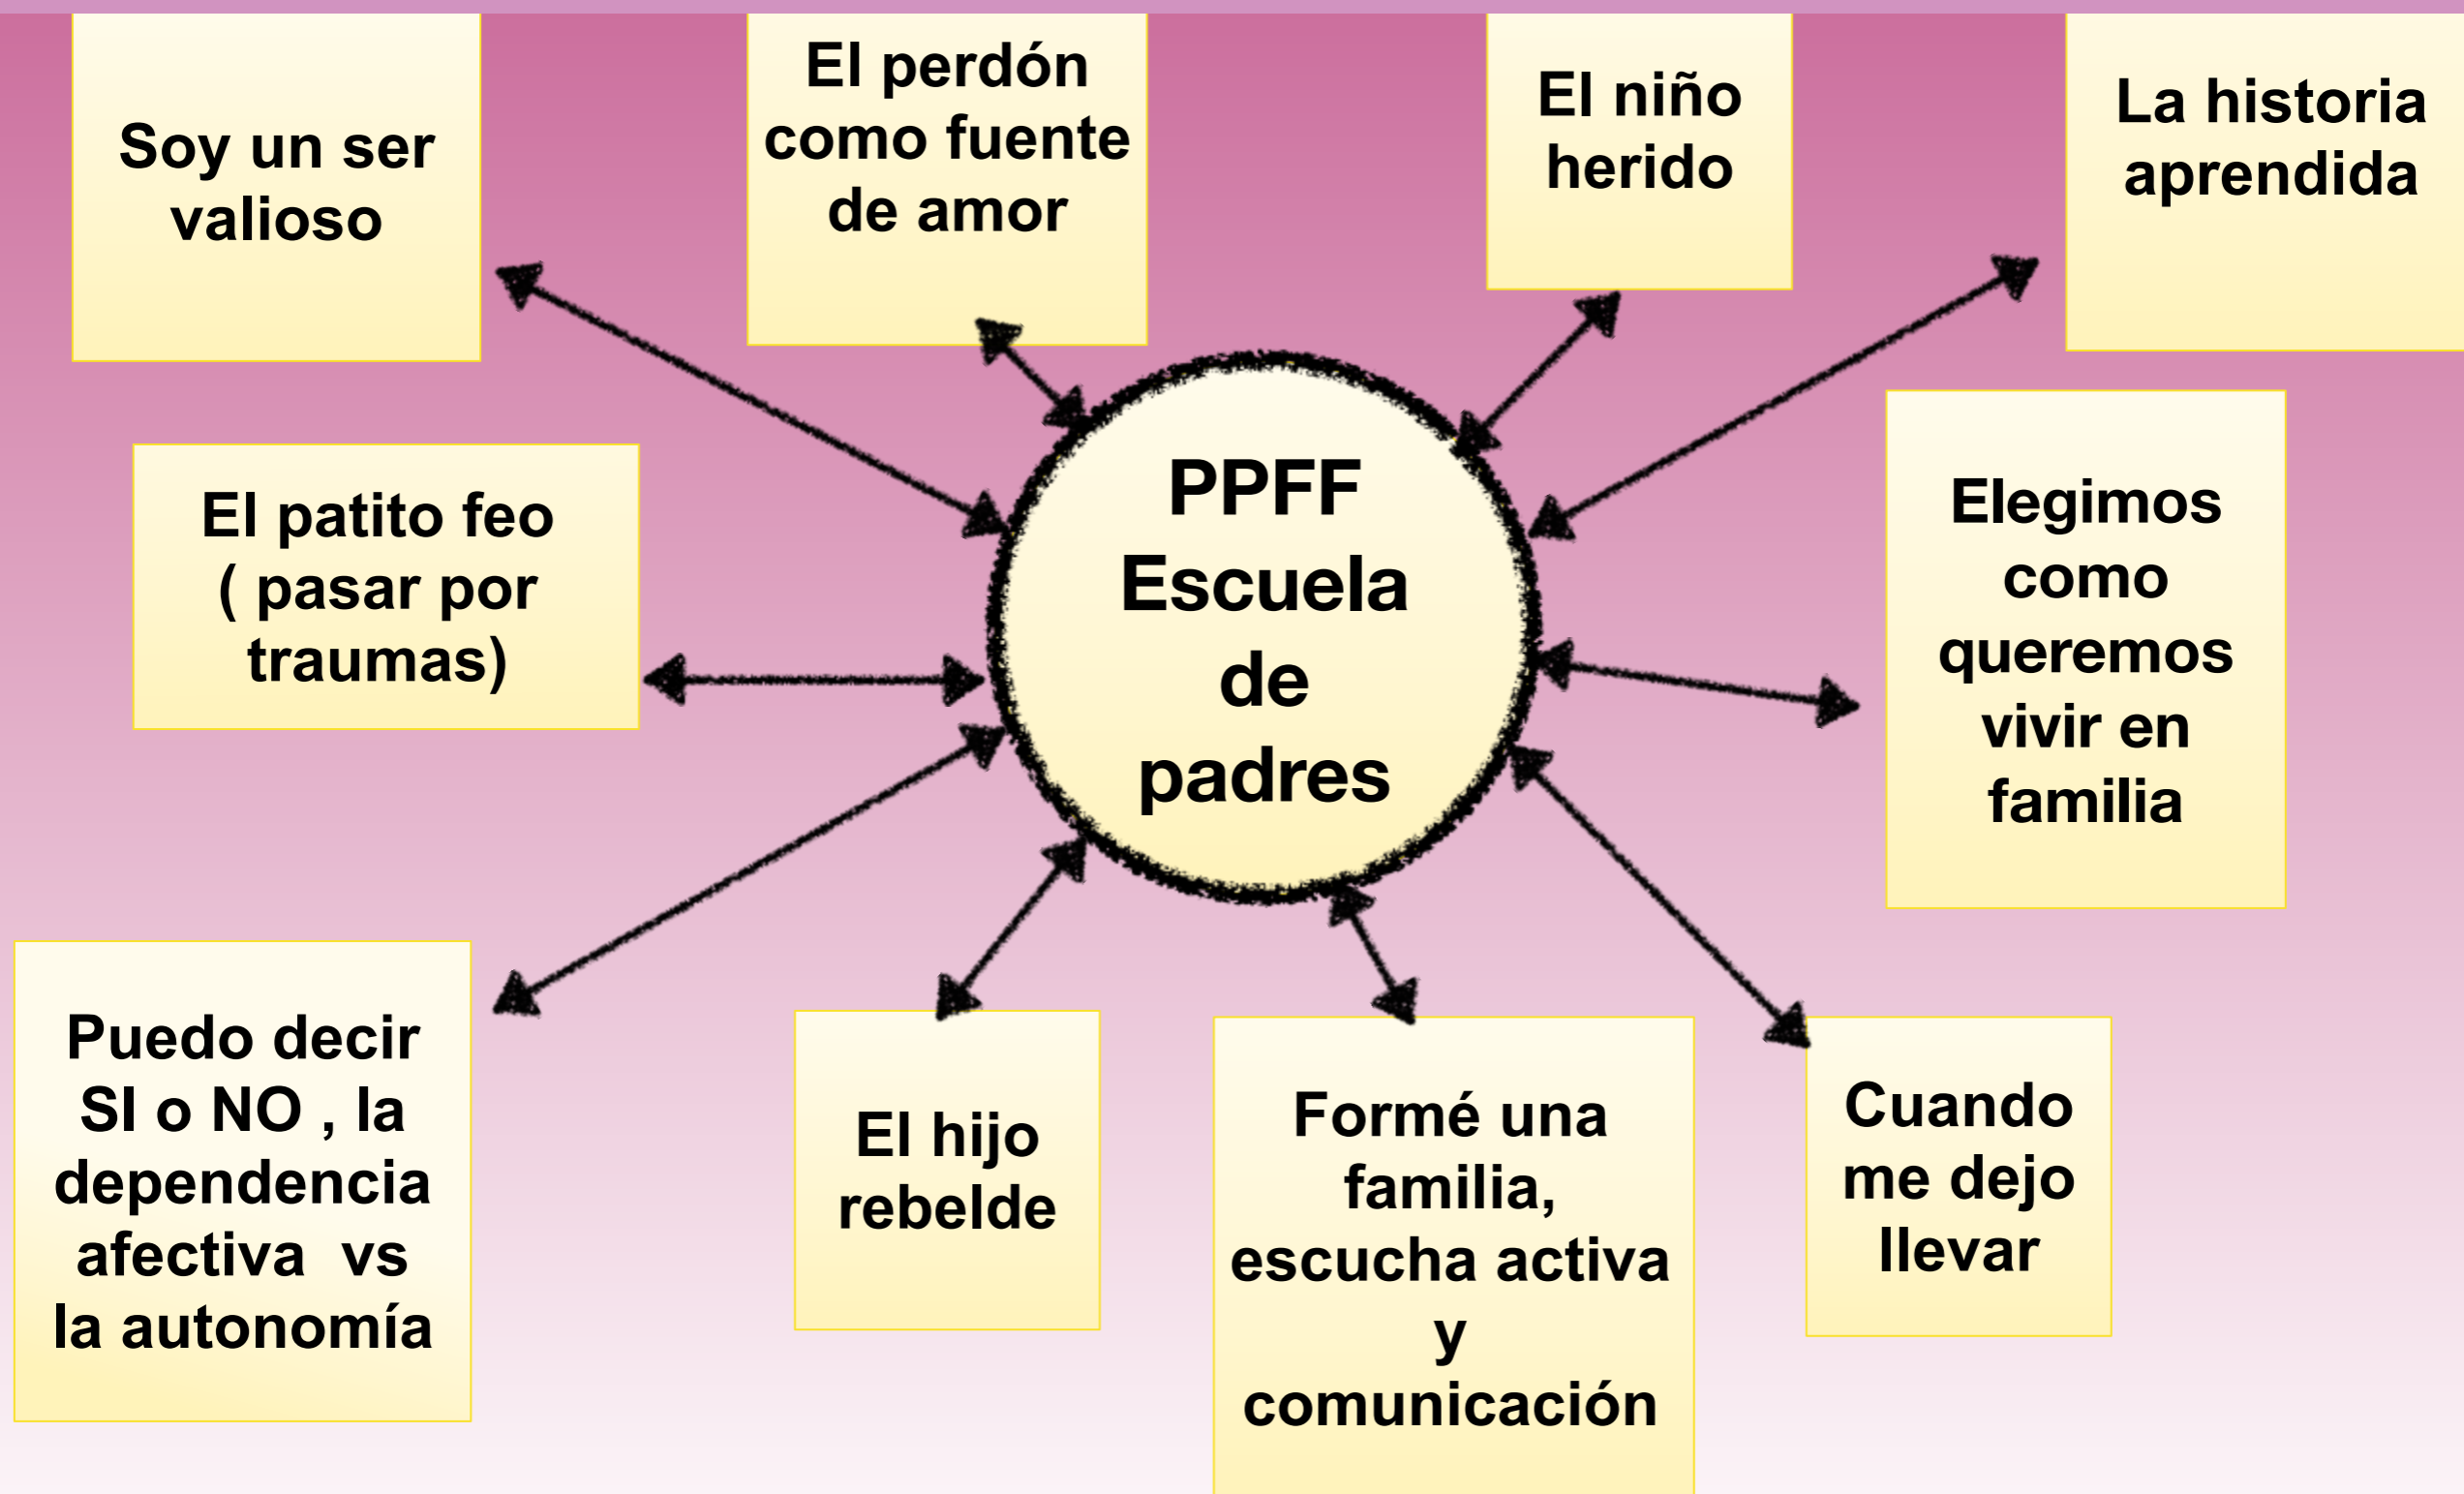 Soy un ser
valioso
El perdón
como fuente
de amor
El niño
herido
La historia
aprendida
El patito feo
( pasar por
traumas)
PPFF
Escuela
de
padres
Elegimos
como
queremos
vivir en
familia
Puedo decir
SI o NO , la
dependencia
afectiva  vs
la autonomía
El hijo
rebelde
Formé una
familia,
escucha activa
y
comunicación
Cuando
me dejo
llevar